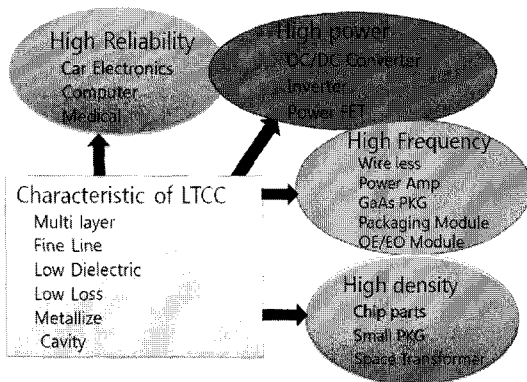 High Reliability
Car Electronics
Computer
Medical
High power
DC/DC Converter
Inverter
Power FET
High Frequency
Wire less
Power Amp
GaAs PKG
Packaging Module
OE/EO Module
Characteristic of LTCC
Multi layer
Fine Line
Low Dielectric
Low Loss
Metallize
Cavity
High density
Chip parts
Small PKG
Space Transformer